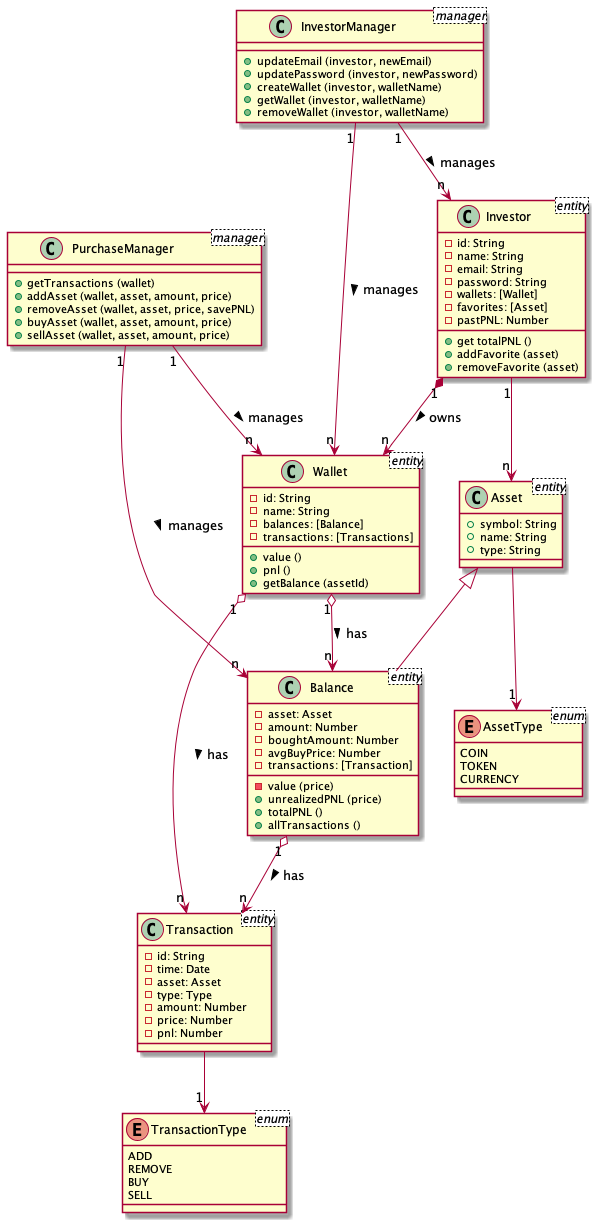 manager
C InvestorManager
updateEmail (investor, newEmail)
updatePassword (investor, newPassword)
createWallet (investor, walletName)
getWallet (investor, walletName)
removeWallet (investor, walletName)
1
1
manages
n
entity
C Investor
id: String
name: String
email: String
password: String
wallets: [Wallet]
favorites: [Asset]
pastPNL: Number
get totalPNL ()
addFavorite (asset)
removeFavorite (asset)
manager
C PurchaseManager
getTransactions (wallet)
addAsset (wallet, asset, amount, price)
removeAsset (wallet, asset, price, savePNL)
buyAsset (wallet, asset, amount, price)
sellAsset (wallet, asset, amount, price)
manages
1
1
1
1
manages
owns
n
n
n
n
entity
C Wallet
id: String
name: String
balances: [Balance]
transactions: [Transactions]
value ()
pnl ()
getBalance (assetId)
entity
C Asset
symbol: String
name: String
type: String
manages
1
1
has
n
n
entity
C Balance
asset: Asset
amount: Number
boughtAmount: Number
avgBuyPrice: Number
transactions: [Transaction]
value (price)
unrealizedPNL (price)
totalPNL ()
allTransactions ()
1
enum
E AssetType
COIN
TOKEN
CURRENCY
has
1
has
n
n
entity
C Transaction
id: String
time: Date
asset: Asset
type: Type
amount: Number
price: Number
pnl: Number
1
enum
E TransactionType
ADD
REMOVE
BUY
SELL